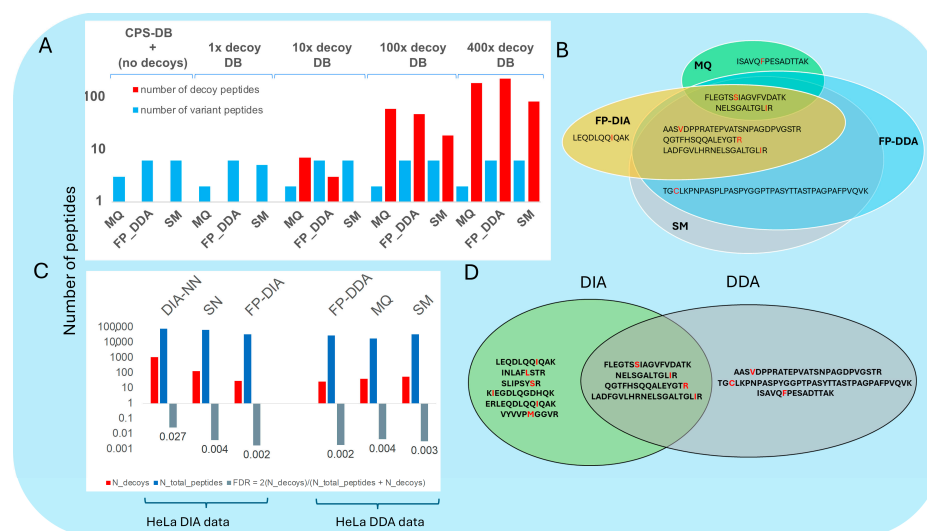 A
Number of peptides
CPS-DB
+
(no decoys)
1x decoy
DB
10x decoy
DB
100x decoy
DB
400x decoy
DB
number of decoy peptides
number of variant peptides
100
10
1
MQ
FP_DDA
SM
MQ
FP_DDA
SM
MQ
FP_DDA
SM
MQ
FP_DDA
SM
MQ
FP_DDA
SM
B
MQ
ISAVQFPESADTTAK
FLEGTSSIAGVFVDATK
NELSGALTGLIR
FP-DIA
LEQDLQQIQAK
AASVDPPRATEPVATSNPAGDPVGSTR
QGTFHSQQALEYGTR
LADFGVLHRNELSGALTGLIR
FP-DDA
TGCLKPNPASPLPASPYGGPTPASYTTASTPAGPAFPVQVK
SM
C
DIA-NN
SN
FP-DIA
FP-DDA
MQ
SM
100,000
10000
1000
100
10
1
0.1
0.01
0.001
0.027
0.004
0.002
0.002
0.004
0.003
N_decoys
N_total_peptides
FDR = 2(N_decoys)/(N_total_peptides + N_decoys)
HeLa DIA data
HeLa DDA data
D
DIA
DDA
LEQDLQQIQAK
INLAFLSTR
SLIPSYSR
KIEGDLQGDHQK
ERLEQDLQQIQAK
VYVVPMGGVR
FLEGTSSIAGVFVDATK
NELSGALTGLIR
QGTFHSQQALEYGTR
LADFGVLHRNELSGALTGLIR
AASVDPPRATEPVATSNPAGDPVGSTR
TGCLKPNPASPYGGPTPASYTTASTPAGPAFPVQVK
ISAVQFPESADTTAK